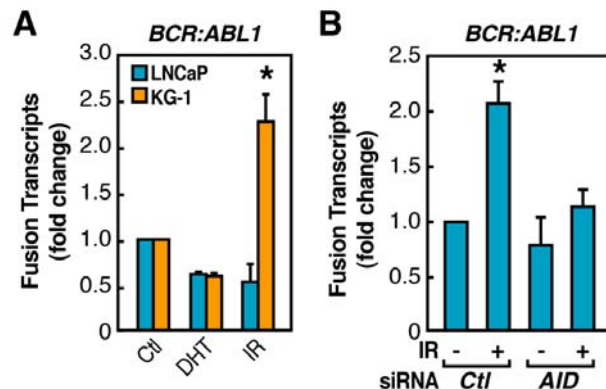 A
BCR:ABL1
Fusion Transcripts
(fold change)
3.0
2.5
2.0
1.5
1.0
0.5
0
LNCaP
KG-1
*
Ctl
DHT
IR
B
BCR:ABL1
Fusion Transcripts
(fold change)
2.5
2.0
1.5
1.0
0.5
0
*
IR - + - +
siRNA Ctl AID